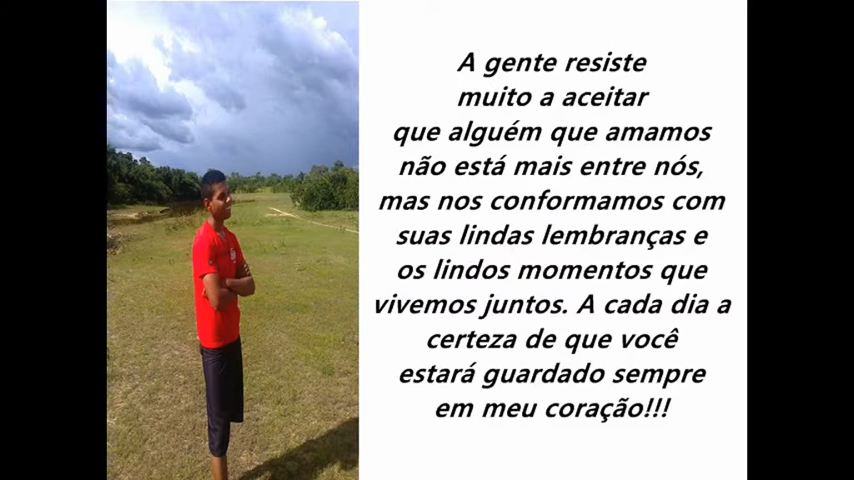 A gente resiste
muito a aceitar
que alguém que amamos
não está mais entre nós,
mas nos conformamos com
suas lindas lembranças e
os lindos momentos que
vivemos juntos. A cada dia a
certeza de que você
estará guardado sempre
em meu coração!!!